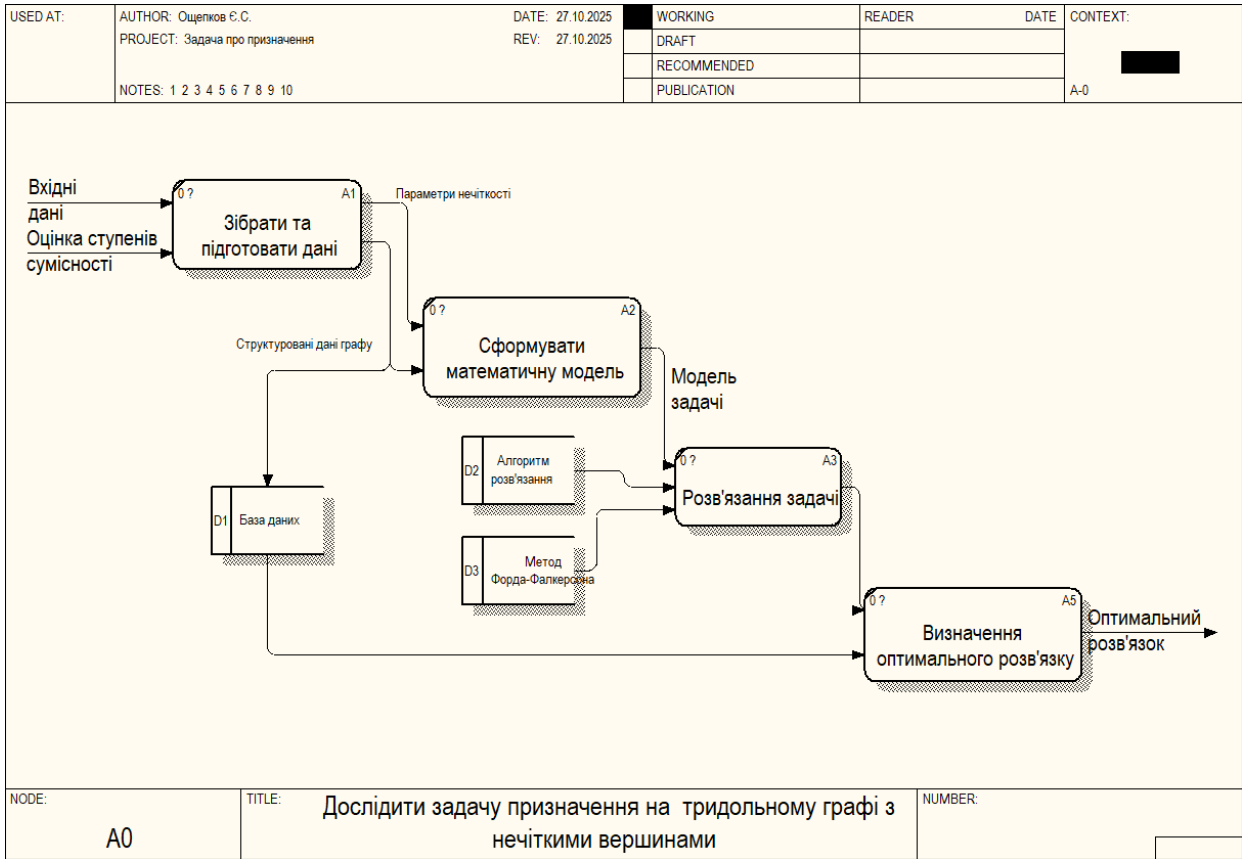 USED AT:
AUTHOR: Ощепков Є.С.
DATE: 27.10.2025
WORKING
READER
DATE
CONTEXT:
PROJECT: Задача про призначення
REV: 27.10.2025
DRAFT
RECOMMENDED
NOTES: 1 2 3 4 5 6 7 8 9 10
PUBLICATION
A-0
Вхідні
дані
Оцінка ступенів
сумісності
0 ?
A1
Зібрати та
підготовати дані
Параметри нечіткості
Структуровані дані графу
0 ?
A2
Сформувати
математичну модель
Модель
задачі
D2
Алгоритм
розв'язання
0 ?
A3
Розв'язання задачі
D1
База даних
D3
Метод
Форда-Фалкерсона
0 ?
A5
Визначення
оптимального розв'язку
Оптимальний
розв'язок
NODE:
A0
TITLE:
Дослідити задачу призначення на тридольному графі з
нечіткими вершинами
NUMBER: